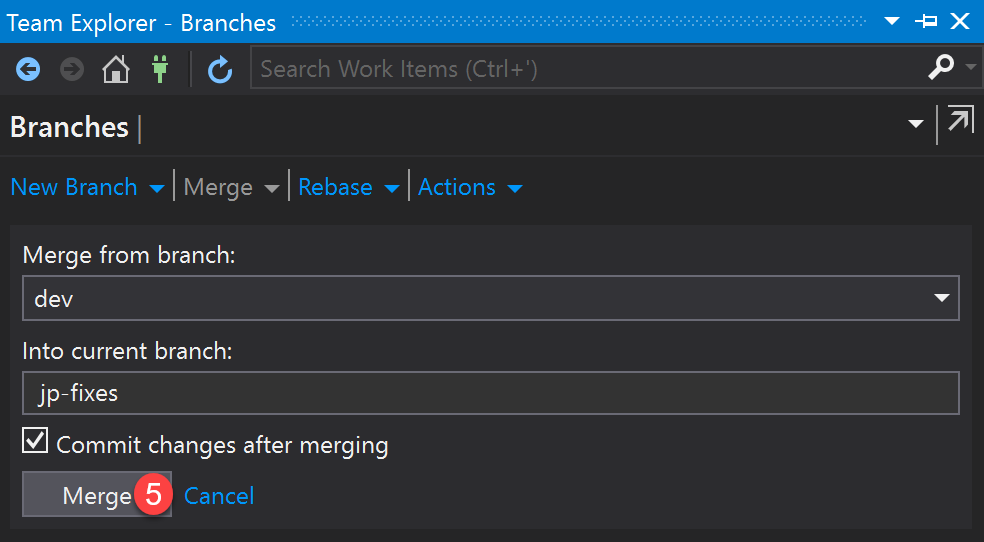 Team Explorer - Branches
Search Work Items (Ctrl+')
Branches
New Branch Merge Rebase Actions
Merge from branch:
dev
Into current branch:
jp-fixes
Commit changes after merging
Merge 5 Cancel